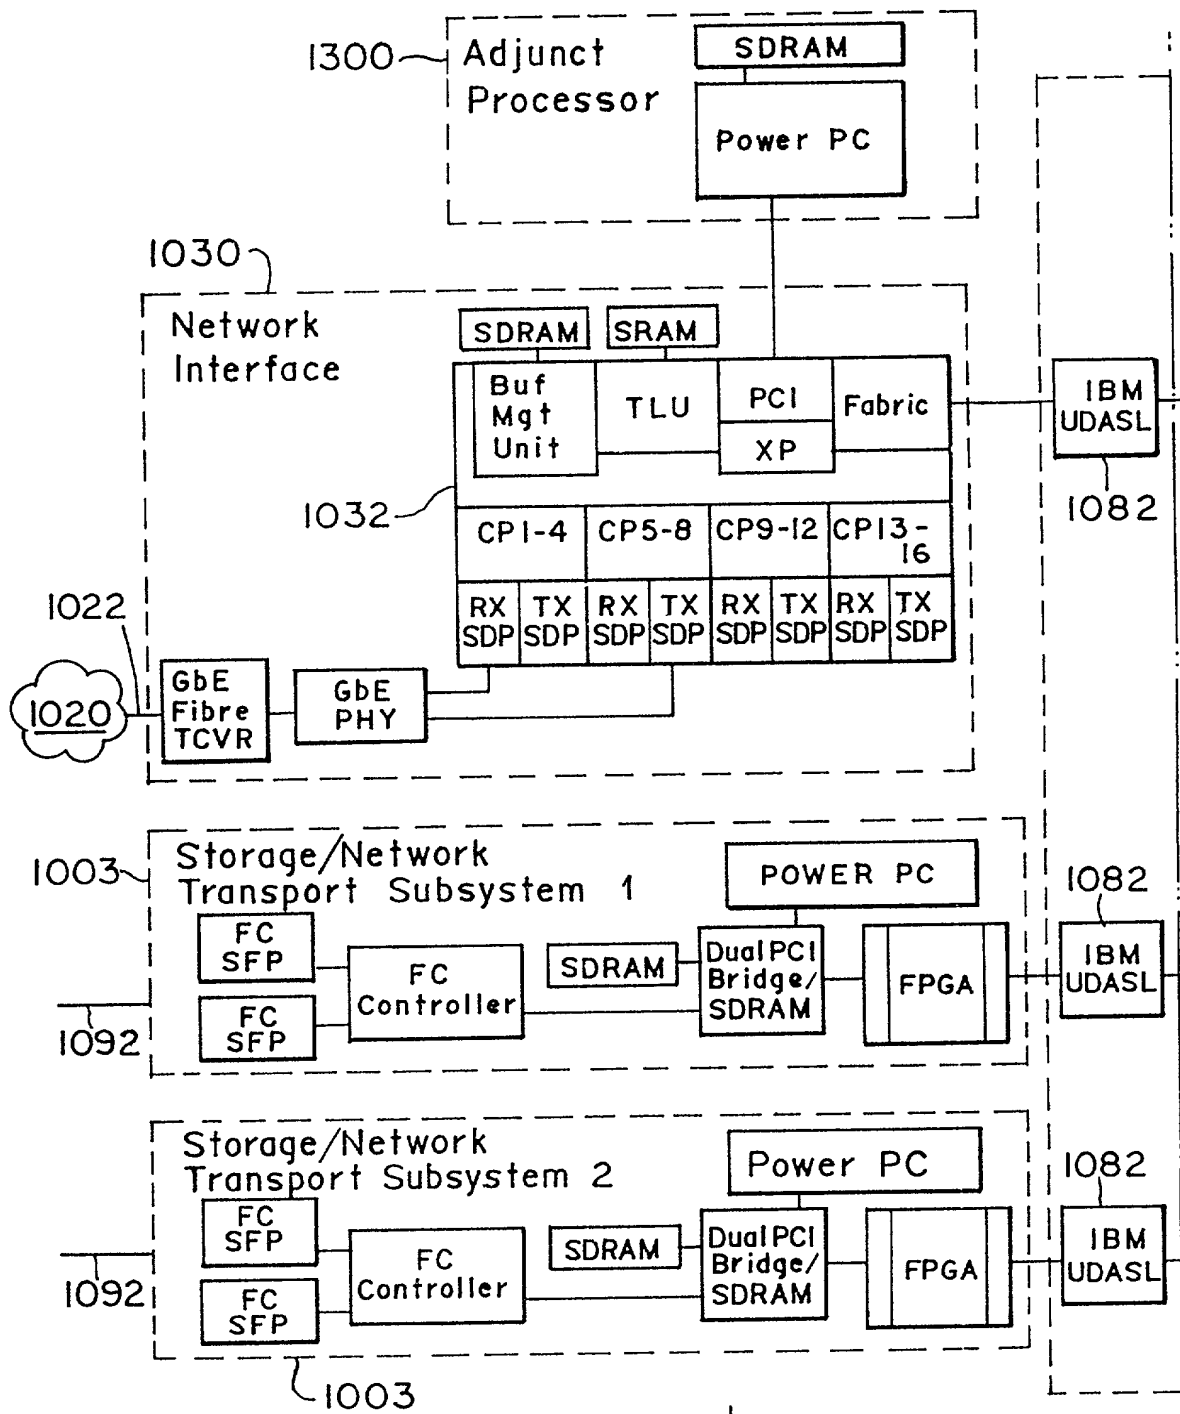 1300
Adjunct
Processor
SDRAM
Power PC
1030
Network
Interface
SDRAM
SRAM
Buf
Mgt
Unit
TLU
PCI
XP
Fabric
IBM
UDASL
1082
1032
CP1-4
CP5-8
CP9-12
CP13-
16
RX
SDP
TX
SDP
RX
SDP
TX
SDP
RX
SDP
TX
SDP
RX
SDP
TX
SDP
1022
1020
GbE
Fibre
TCVR
GbE
PHY
1003
Storage/Network
Transport Subsystem 1
POWER PC
FC
SFP
FC
SFP
FC
Controller
SDRAM
Dual PCI
Bridge/
SDRAM
FPGA
1082
IBM
UDASL
1092
Storage/Network
Transport Subsystem 2
Power PC
FC
SFP
FC
SFP
FC
Controller
SDRAM
Dual PCI
Bridge/
SDRAM
FPGA
1082
IBM
UDASL
1092
1003